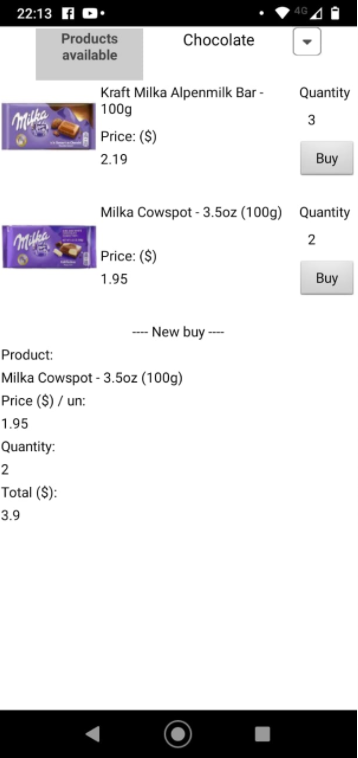 22:13
4G
Products
available
Chocolate
Kraft Milka Alpenmilk Bar -
100g
Quantity
3
Price: ($)
2.19
Buy
Milka
Milka Cowspot - 3.5oz (100g)
Quantity
2
Price: ($)
1.95
Buy
Milka
---- New buy ----
Product:
Milka Cowspot - 3.5oz (100g)
Price ($) / un:
1.95
Quantity:
2
Total ($):
3.9